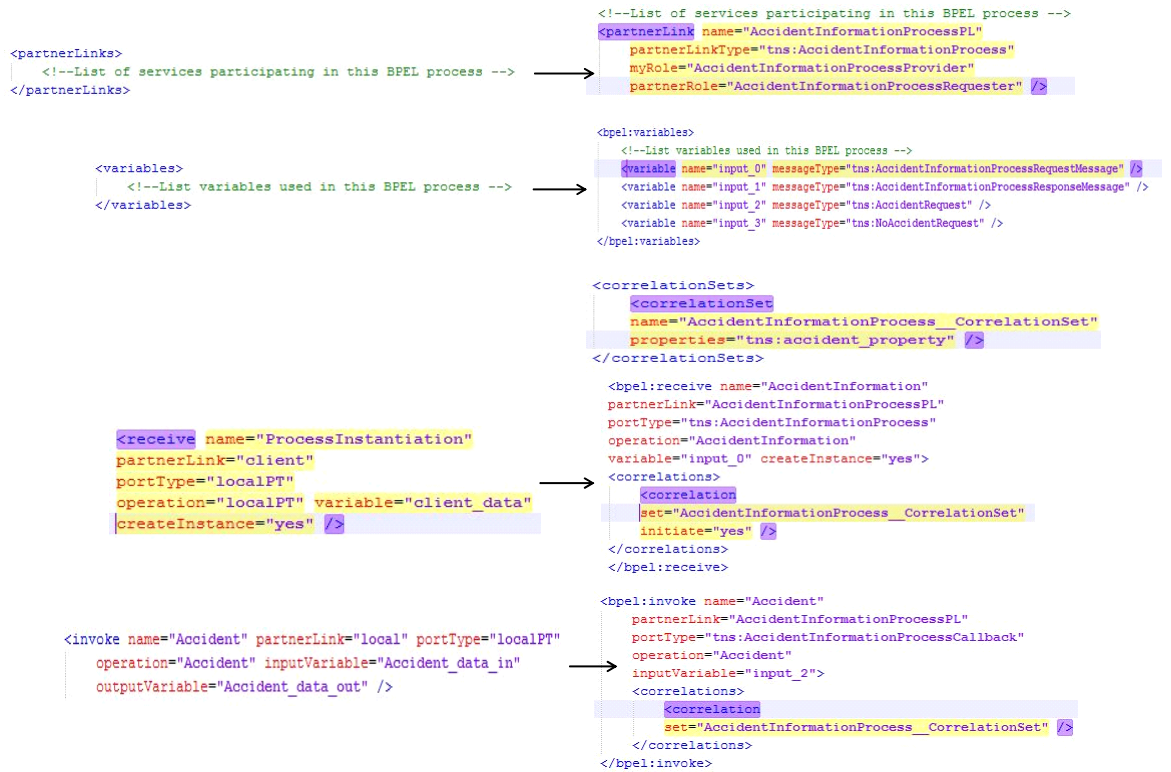 <partnerLinks>
<!--List of services participating in this BPEL process -->
</partnerLinks>
<!--List of services participating in this BPEL process -->
<partnerLink name="AccidentInformationProcessPL"
partnerLinkType="tns:AccidentInformationProcess"
myRole="AccidentInformationProcessProvider"
partnerRole="AccidentInformationProcessRequester" />
<variables>
<!--List variables used in this BPEL process -->
</variables>
<bpel:variables>
<!--List variables used in this BPEL process -->
<variable name="input_0" messageType="tns:AccidentInformationProcessRequestMessage" />
<variable name="input_1" messageType="tns:AccidentInformationProcessResponseMessage" />
<variable name="input_2" messageType="tns:AccidentRequest" />
<variable name="input_3" messageType="tns:NoAccidentRequest" />
</bpel:variables>
<correlationSets>
<correlationSet
name="AccidentInformationProcess__CorrelationSet"
properties="tns:accident_property" />
</correlationSets>
<receive name="ProcessInstantiation"
partnerLink="client"
portType="localPT"
operation="localPT" variable="client_data"
createInstance="yes" />
<bpel:receive name="AccidentInformation"
partnerLink="AccidentInformationProcessPL"
portType="tns:AccidentInformationProcess"
operation="AccidentInformation"
variable="input_0" createInstance="yes">
<correlations>
<correlation
set="AccidentInformationProcess__CorrelationSet"
initiate="yes" />
</correlations>
</bpel:receive>
<invoke name="Accident" partnerLink="local" portType="localPT"
operation="Accident" inputVariable="Accident_data_in"
outputVariable="Accident_data_out" />
<bpel:invoke name="Accident"
partnerLink="AccidentInformationProcessPL"
portType="tns:AccidentInformationProcessCallback"
operation="Accident"
inputVariable="input_2">
<correlations>
<correlation
set="AccidentInformationProcess__CorrelationSet" />
</correlations>
</bpel:invoke>